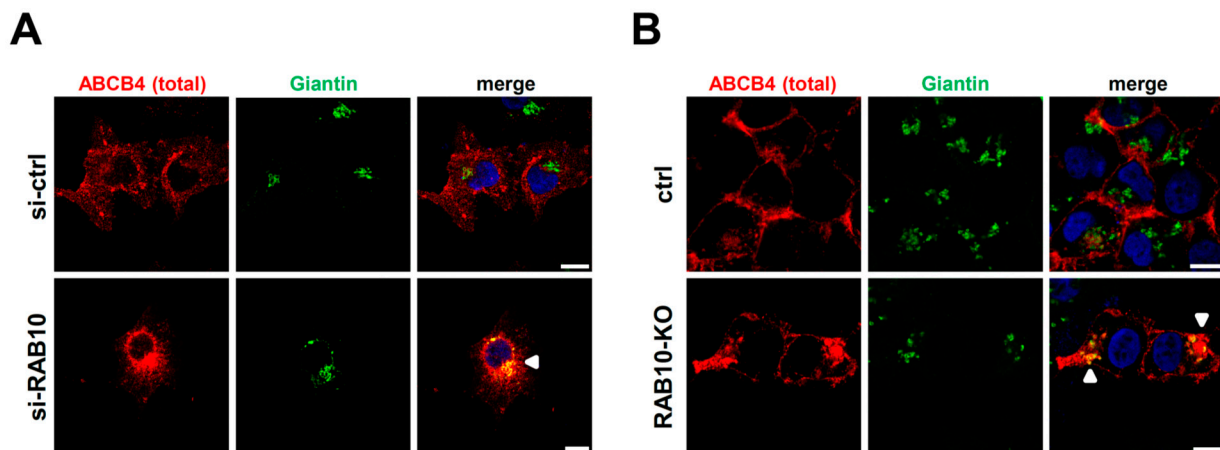 A
B
ABCB4 (total) Giantin merge
ABCB4 (total) Giantin merge
si-ctrl
ctrl
si-RAB10
RAB10-KO